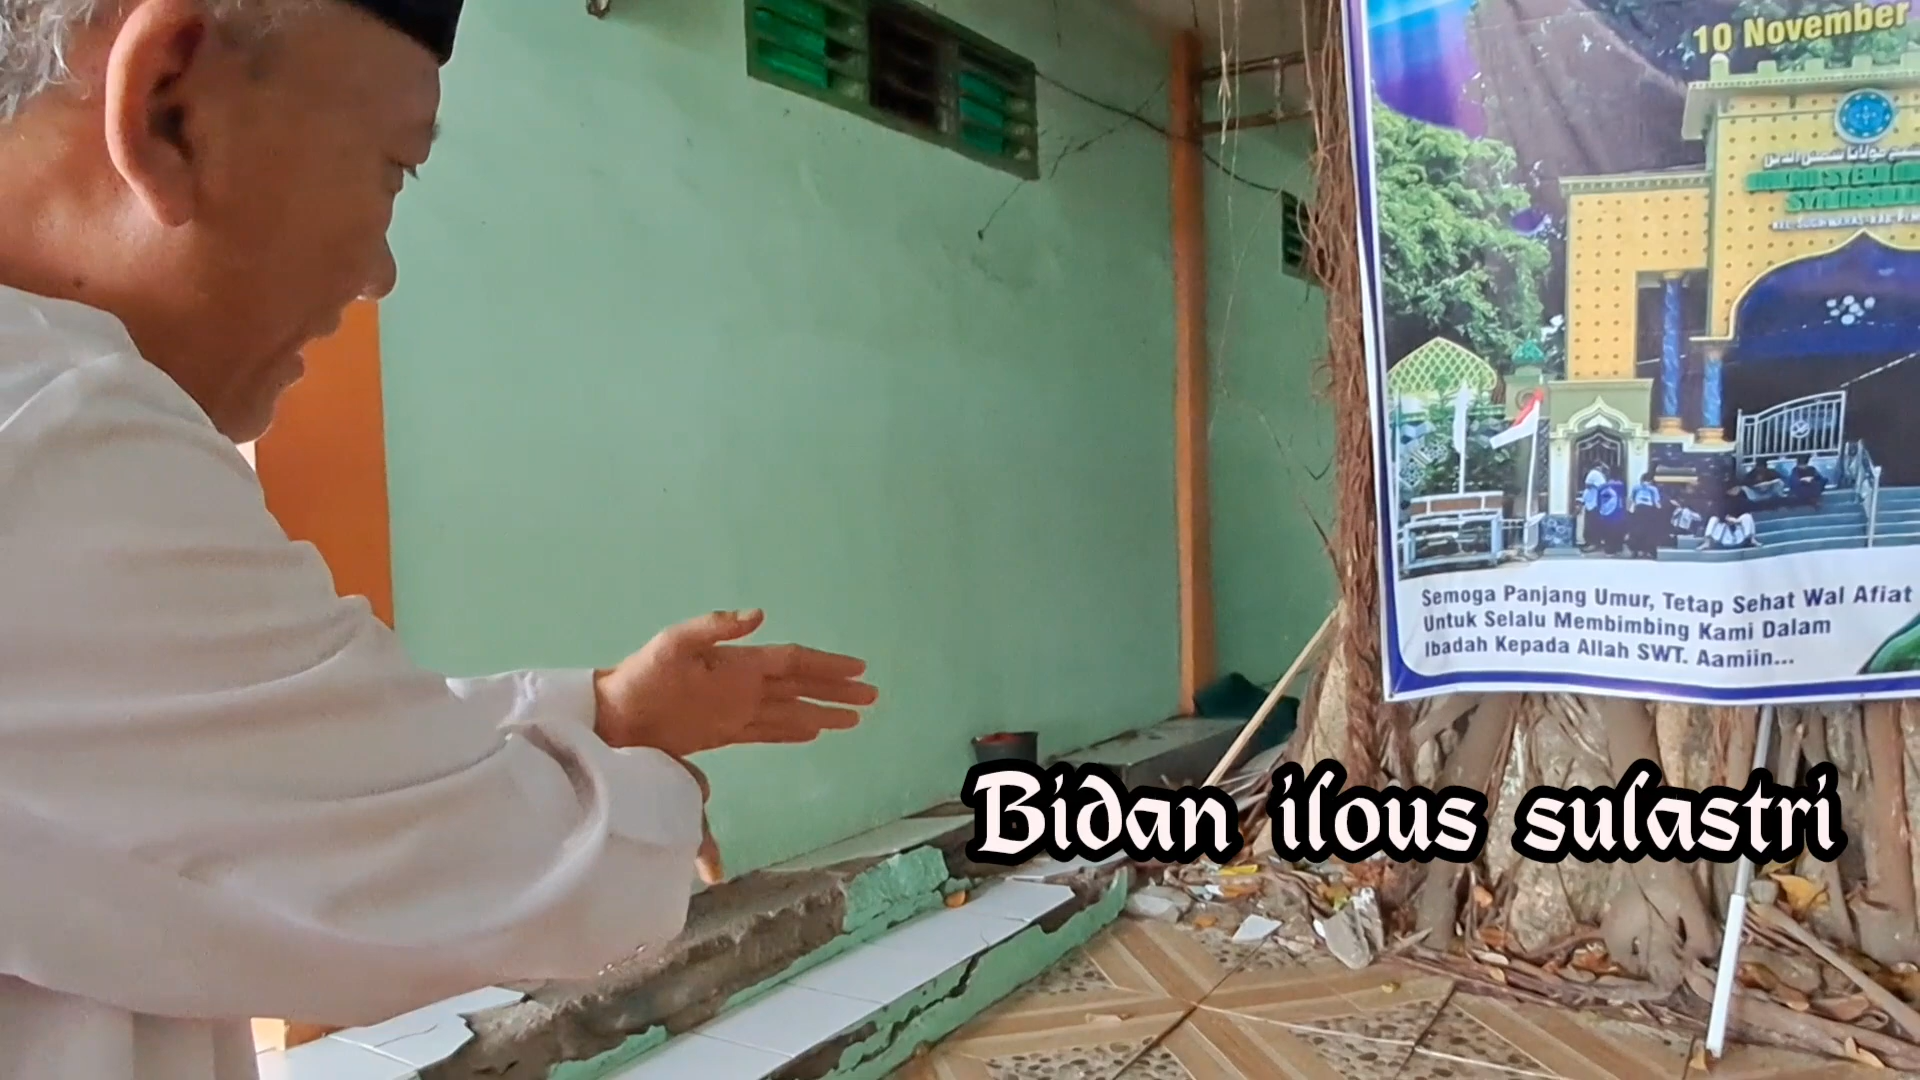 10 November
SYAMSUDDIN
Semoga Panjang Umur, Tetap Sehat Wal Afiat
Untuk Selalu Membimbing Kami Dalam
Ibadah Kepada Allah SWT. Aamiin...
Bidan ilous sulastri